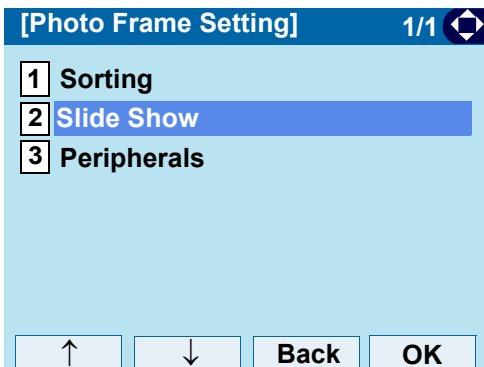 [Photo Frame Setting] 1/1
1 Sorting
2 Slide Show
3 Peripherals
↑ ↓ Back OK